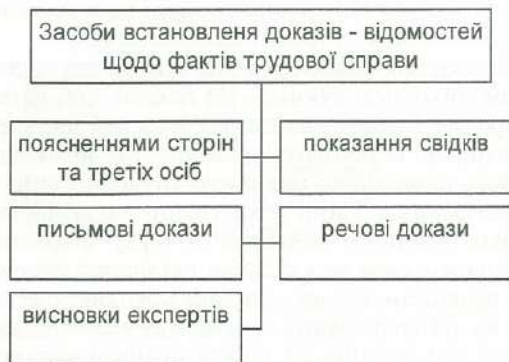 Засоби встановленя доказів - відомостей
щодо фактів трудової справи
поясненнями сторін
та третіх осіб
показання свідків
письмові докази
речові докази
висновки експертів